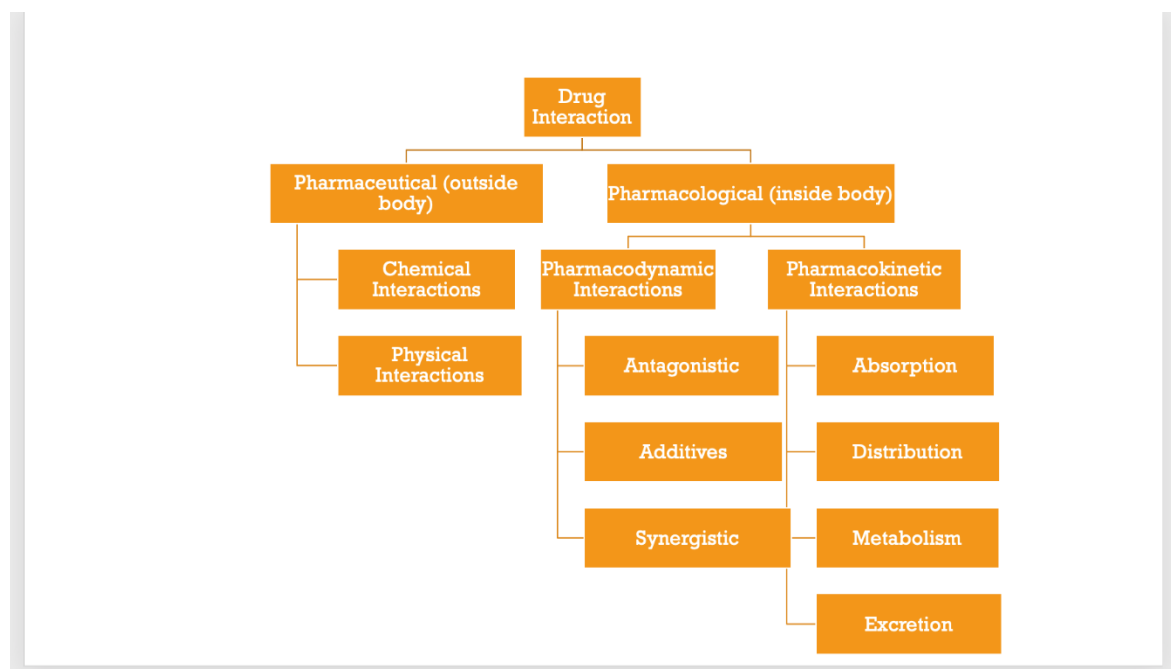 Drug
Interaction
Pharmaceutical (outside
body)
Pharmacological (inside body)
Chemical
Interactions
Physical
Interactions
Pharmacodynamic
Interactions
Antagonistic
Additives
Synergistic
Pharmacokinetic
Interactions
Absorption
Distribution
Metabolism
Excretion